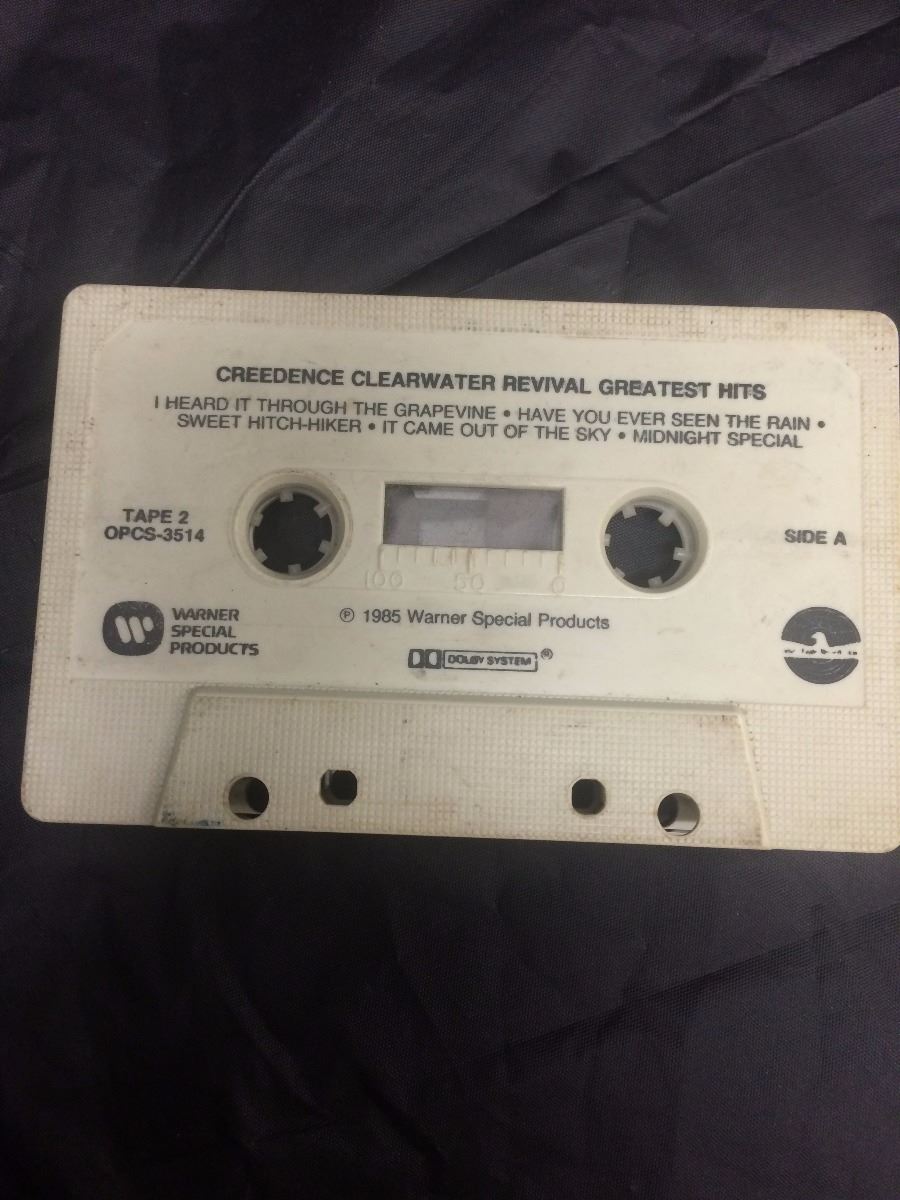 CREEDENCE CLEARWATER REVIVAL GREATEST HITS
I HEARD IT THROUGH THE GRAPEVINE • HAVE YOU EVER SEEN THE RAIN •
SWEET HITCH-HIKER • IT CAME OUT OF THE SKY • MIDNIGHT SPECIAL
TAPE 2
OPCS-3514
SIDE A
100 50 0
WARNER
SPECIAL
PRODUCTS
℗ 1985 Warner Special Products
DOLBY SYSTEM ®